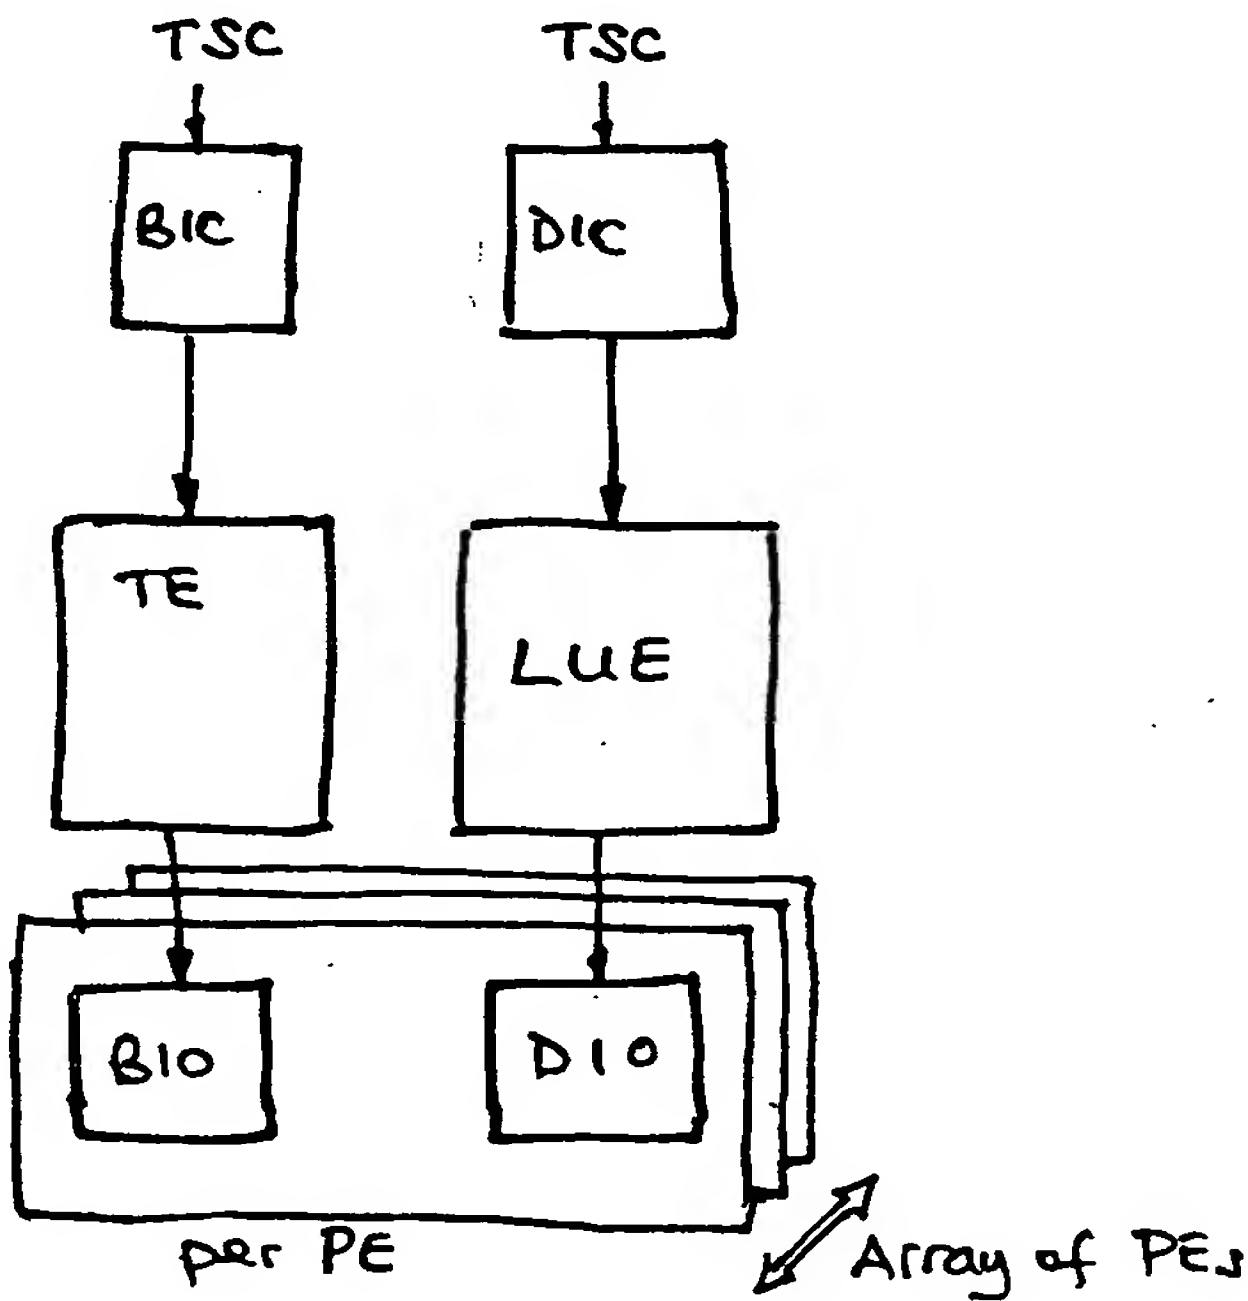 TSC TSC
BIC DIC
TE
LUE
BIO DIO
per PE
Array of PEs